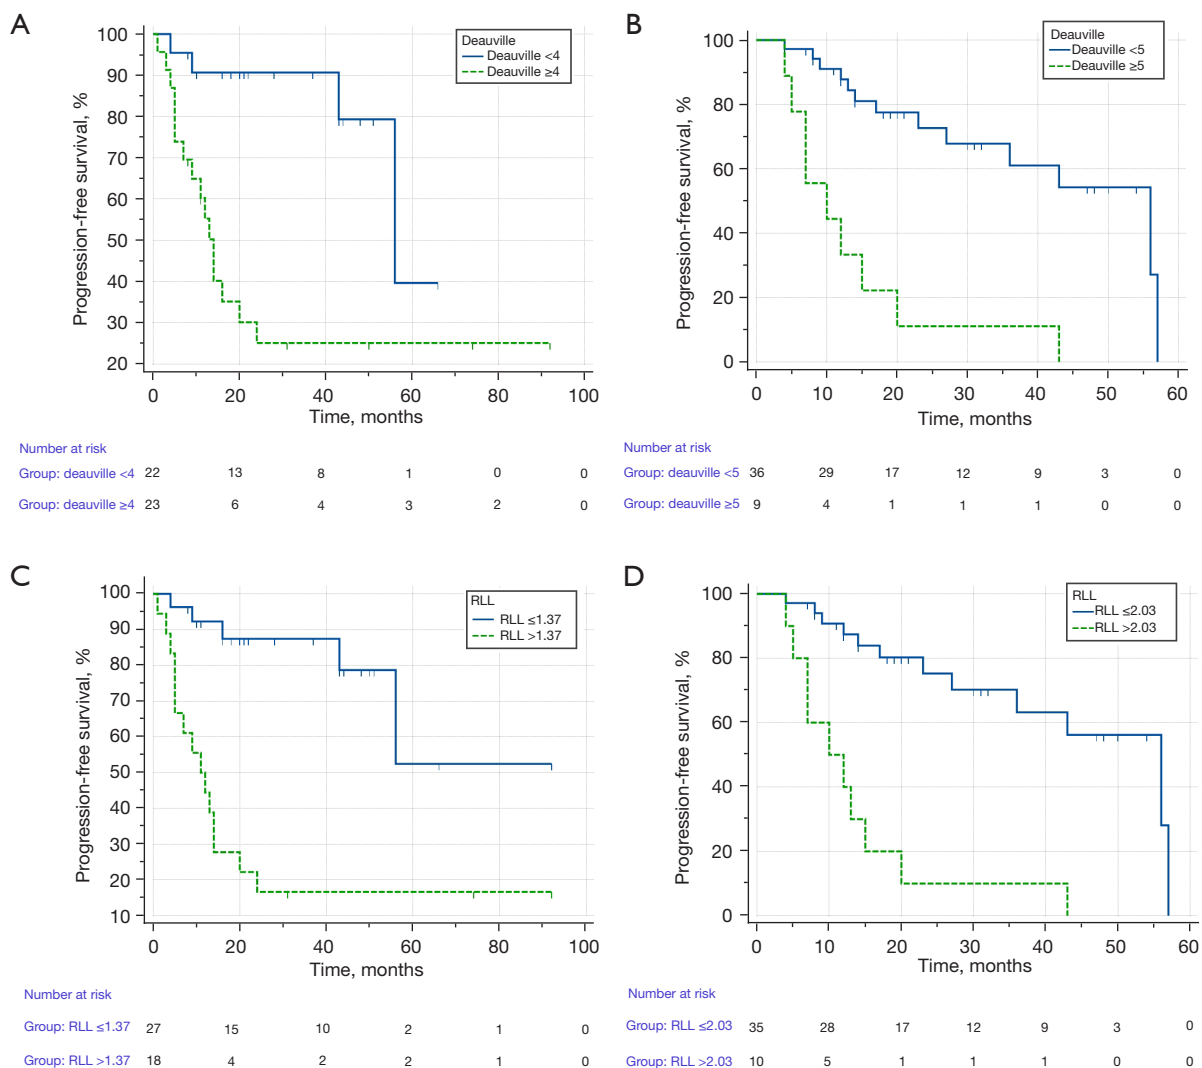 A
Deauville
Deauville <4
Deauville ≥4
Progression-free survival, %
100
90
80
70
60
50
40
30
20
0 20 40 60 80 100
Time, months
Number at risk
Group: deauville <4 22 13 8 1 0 0
Group: deauville ≥4 23 6 4 3 2 0
B
Deauville
Deauville <5
Deauville ≥5
Progression-free survival, %
100
80
60
40
20
0
0 10 20 30 40 50 60
Time, months
Number at risk
Group: deauville <5 36 29 17 12 9 3 0
Group: deauville ≥5 9 4 1 1 1 0 0
C
RLL
RLL ≤1.37
RLL >1.37
Progression-free survival, %
100
90
80
70
60
50
40
30
20
10
0 20 40 60 80 100
Time, months
Number at risk
Group: RLL ≤1.37 27 15 10 2 1 0
Group: RLL >1.37 18 4 2 2 1 0
D
RLL
RLL ≤2.03
RLL >2.03
Progression-free survival, %
100
80
60
40
20
0
0 10 20 30 40 50 60
Time, months
Number at risk
Group: RLL ≤2.03 35 28 17 12 9 3 0
Group: RLL >2.03 10 5 1 1 1 0 0